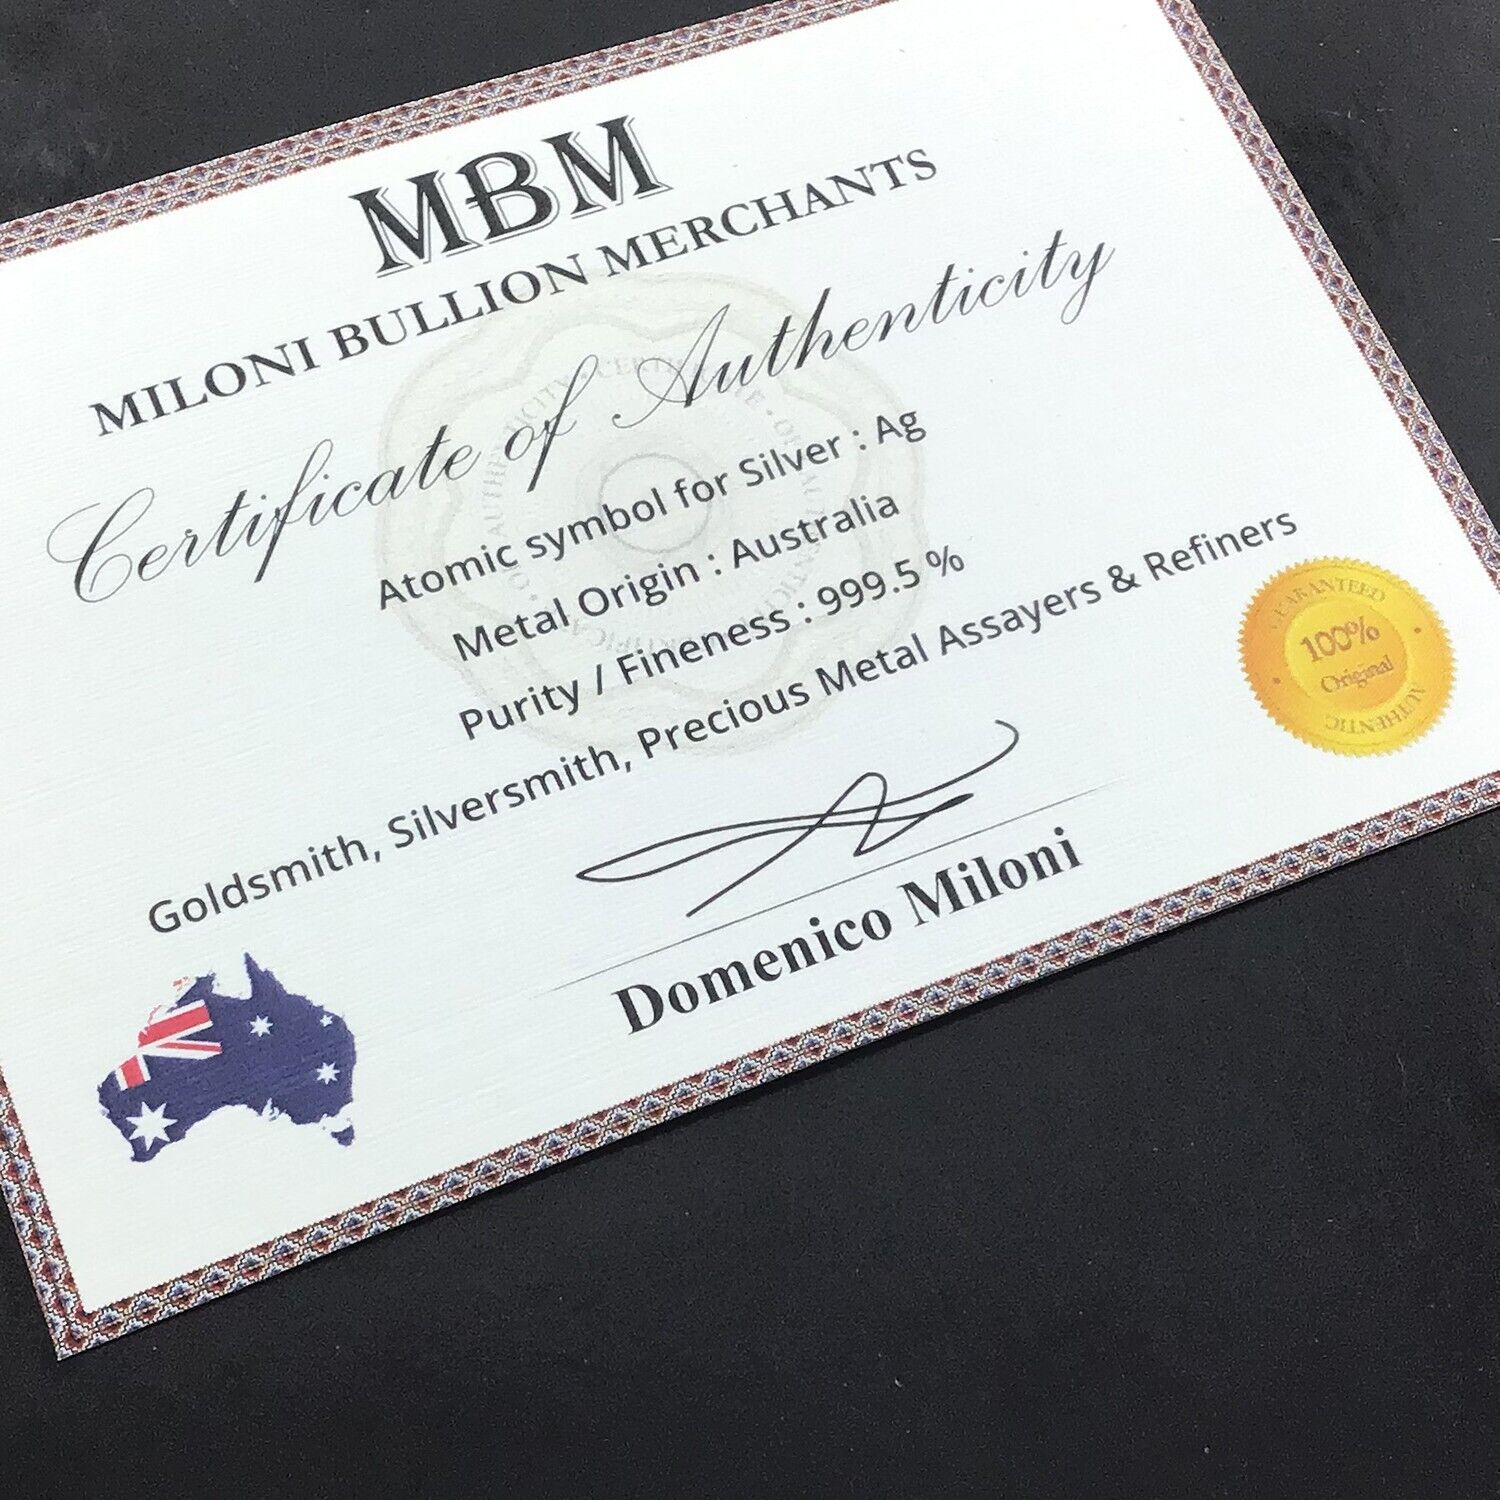 MBM
MILONI BULLION MERCHANTS
Certificate of Authenticity
Atomic symbol for Silver : Ag
Metal Origin : Australia
Purity / Fineness : 999.5 %
Goldsmith, Silversmith, Precious Metal Assayers & Refiners
GUARANTEED
100%
Original
AUTHENTIC
Domenico Miloni